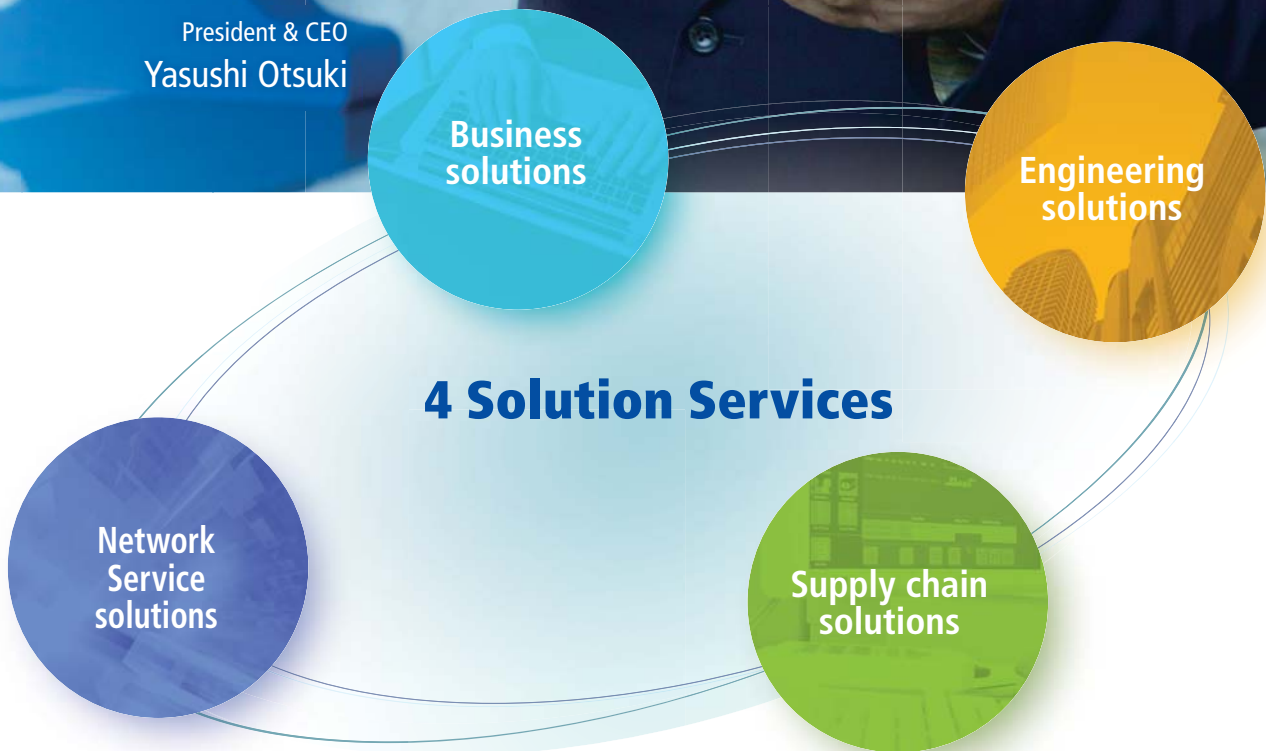 President & CEO
Yasushi Otsuki
Business
solutions
Engineering
solutions
4 Solution Services
Network
Service
solutions
Supply chain
solutions